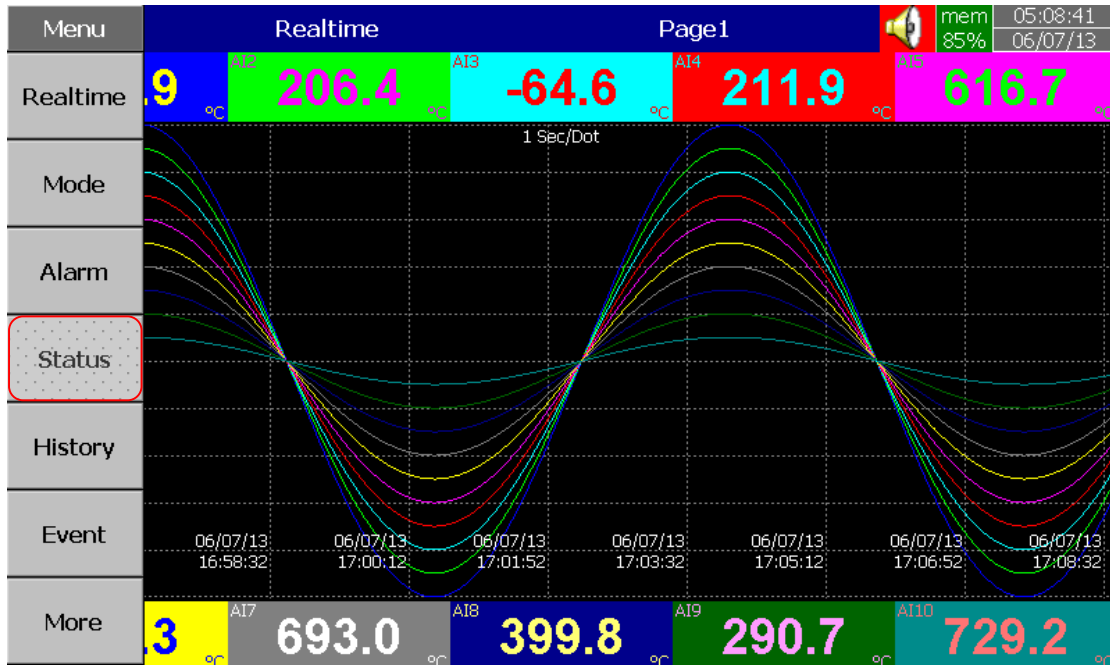 Menu
Realtime
Page1
mem
85%
05:08:41
06/07/13
Realtime
Mode
Alarm
Status
History
Event
More
.9 °C
AI2 206.4 °C
AI3 -64.6 °C
AI4 211.9 °C
AI5 616.7 °C
1 Sec/Dot
06/07/13 06/07/13 06/07/13 06/07/13 06/07/13 06/07/13 06/07/13
16:58:32 17:00:12 17:01:52 17:03:32 17:05:12 17:06:52 17:08:32
.3 °C
AI7 693.0 °C
AI8 399.8 °C
AI9 290.7 °C
AI10 729.2 °C